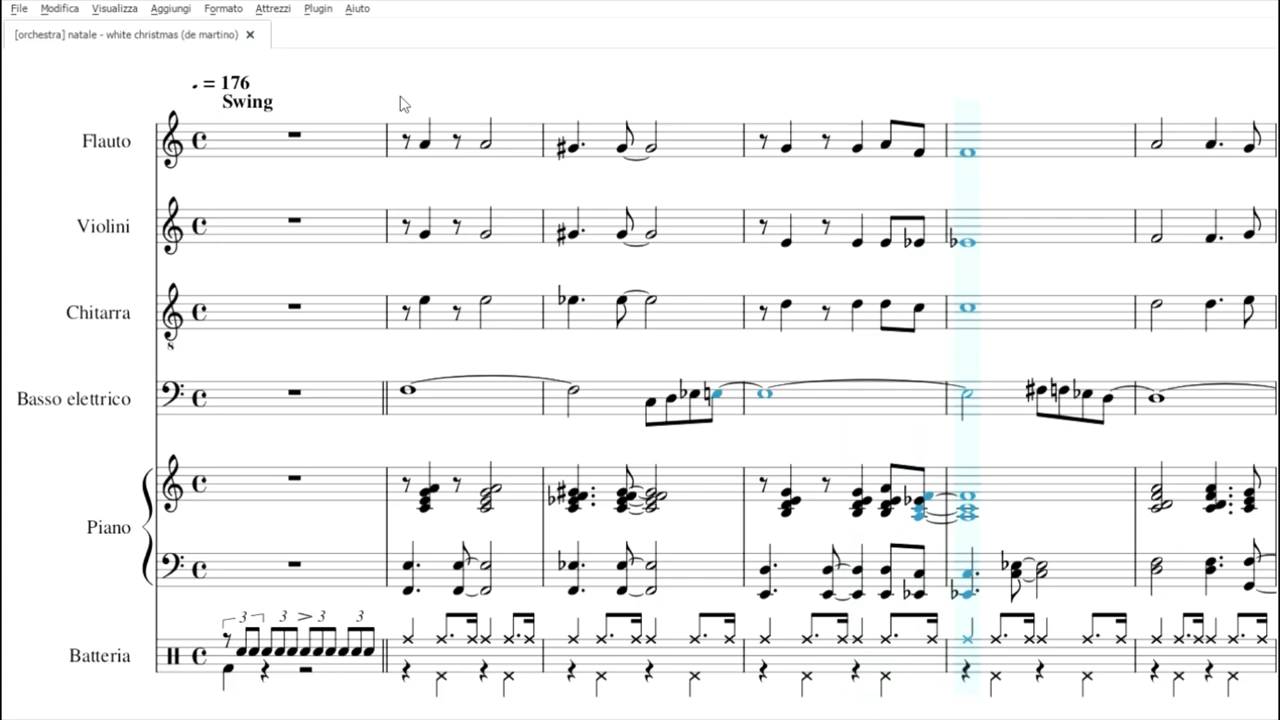 File Modifica Visualizza Aggiungi Formato Attrezzi Plugin Aiuto
[orchestra] natale - white christmas (de martino) ×
= 176
Swing
Flauto
Violini
Chitarra
8
Basso elettrico
Piano
3 3 3 3
Batteria